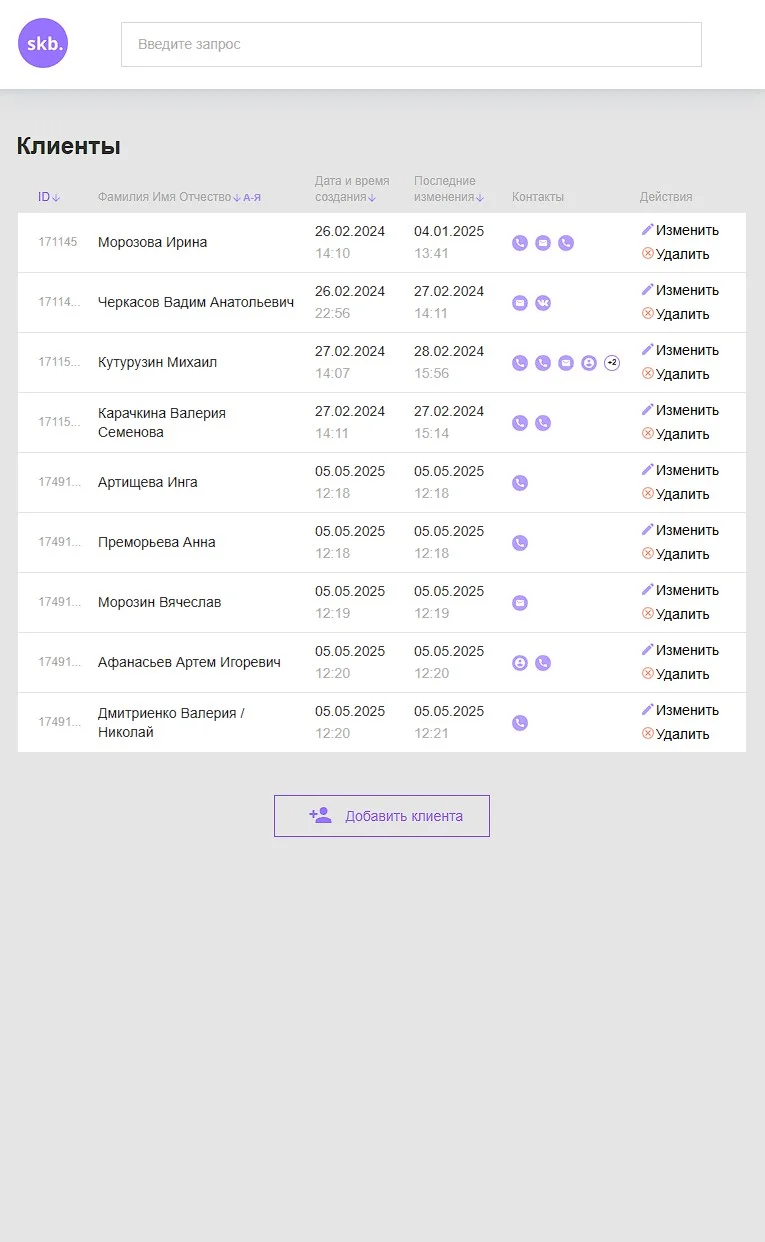 skb.
Введите запрос
Клиенты
ID Фамилия Имя Отчество А-Я Дата и время создания Последние изменения Контакты Действия
171145 Морозова Ирина 26.02.2024 14:10 04.01.2025 13:41 Изменить Удалить
17114... Черкасов Вадим Анатольевич 26.02.2024 22:56 27.02.2024 14:11 Изменить Удалить
17115... Кутурузин Михаил 27.02.2024 14:07 28.02.2024 15:56 +2 Изменить Удалить
17115... Карачкина Валерия Семенова 27.02.2024 14:11 27.02.2024 15:14 Изменить Удалить
17491... Артищева Инга 05.05.2025 12:18 05.05.2025 12:18 Изменить Удалить
17491... Преморьева Анна 05.05.2025 12:18 05.05.2025 12:18 Изменить Удалить
17491... Морозин Вячеслав 05.05.2025 12:19 05.05.2025 12:19 Изменить Удалить
17491... Афанасьев Артем Игоревич 05.05.2025 12:20 05.05.2025 12:20 Изменить Удалить
17491... Дмитриенко Валерия / Николай 05.05.2025 12:20 05.05.2025 12:21 Изменить Удалить
Добавить клиента